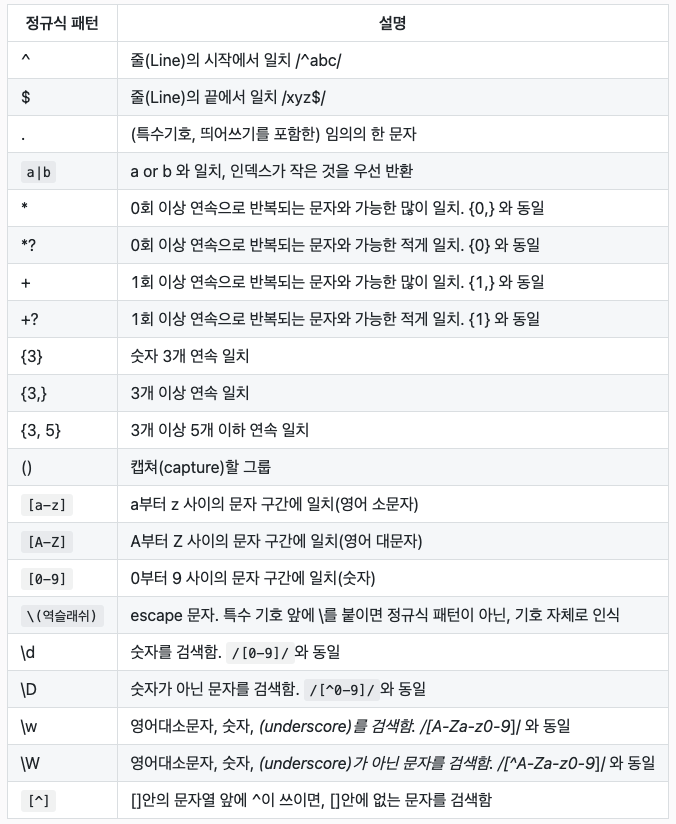 정규식 패턴 설명
^ 줄(Line)의 시작에서 일치 /^abc/
$ 줄(Line)의 끝에서 일치 /xyz$/
. (특수기호, 띄어쓰기를 포함한) 임의의 한 문자
a|b a or b 와 일치, 인덱스가 작은 것을 우선 반환
* 0회 이상 연속으로 반복되는 문자와 가능한 많이 일치. {0,} 와 동일
*? 0회 이상 연속으로 반복되는 문자와 가능한 적게 일치. {0} 와 동일
+ 1회 이상 연속으로 반복되는 문자와 가능한 많이 일치. {1,} 와 동일
+? 1회 이상 연속으로 반복되는 문자와 가능한 적게 일치. {1} 와 동일
{3} 숫자 3개 연속 일치
{3,} 3개 이상 연속 일치
{3, 5} 3개 이상 5개 이하 연속 일치
() 캡쳐(capture)할 그룹
[a-z] a부터 z 사이의 문자 구간에 일치(영어 소문자)
[A-Z] A부터 Z 사이의 문자 구간에 일치(영어 대문자)
[0-9] 0부터 9 사이의 문자 구간에 일치(숫자)
\(역슬래쉬) escape 문자. 특수 기호 앞에 \를 붙이면 정규식 패턴이 아닌, 기호 자체로 인식
\d 숫자를 검색함. /[0-9]/ 와 동일
\D 숫자가 아닌 문자를 검색함. /[^0-9]/ 와 동일
\w 영어대소문자, 숫자, (underscore)를 검색함. /[A-Za-z0-9]/ 와 동일
\W 영어대소문자, 숫자, (underscore)가 아닌 문자를 검색함. /[^A-Za-z0-9]/ 와 동일
[^] []안의 문자열 앞에 ^이 쓰이면, []안에 없는 문자를 검색함